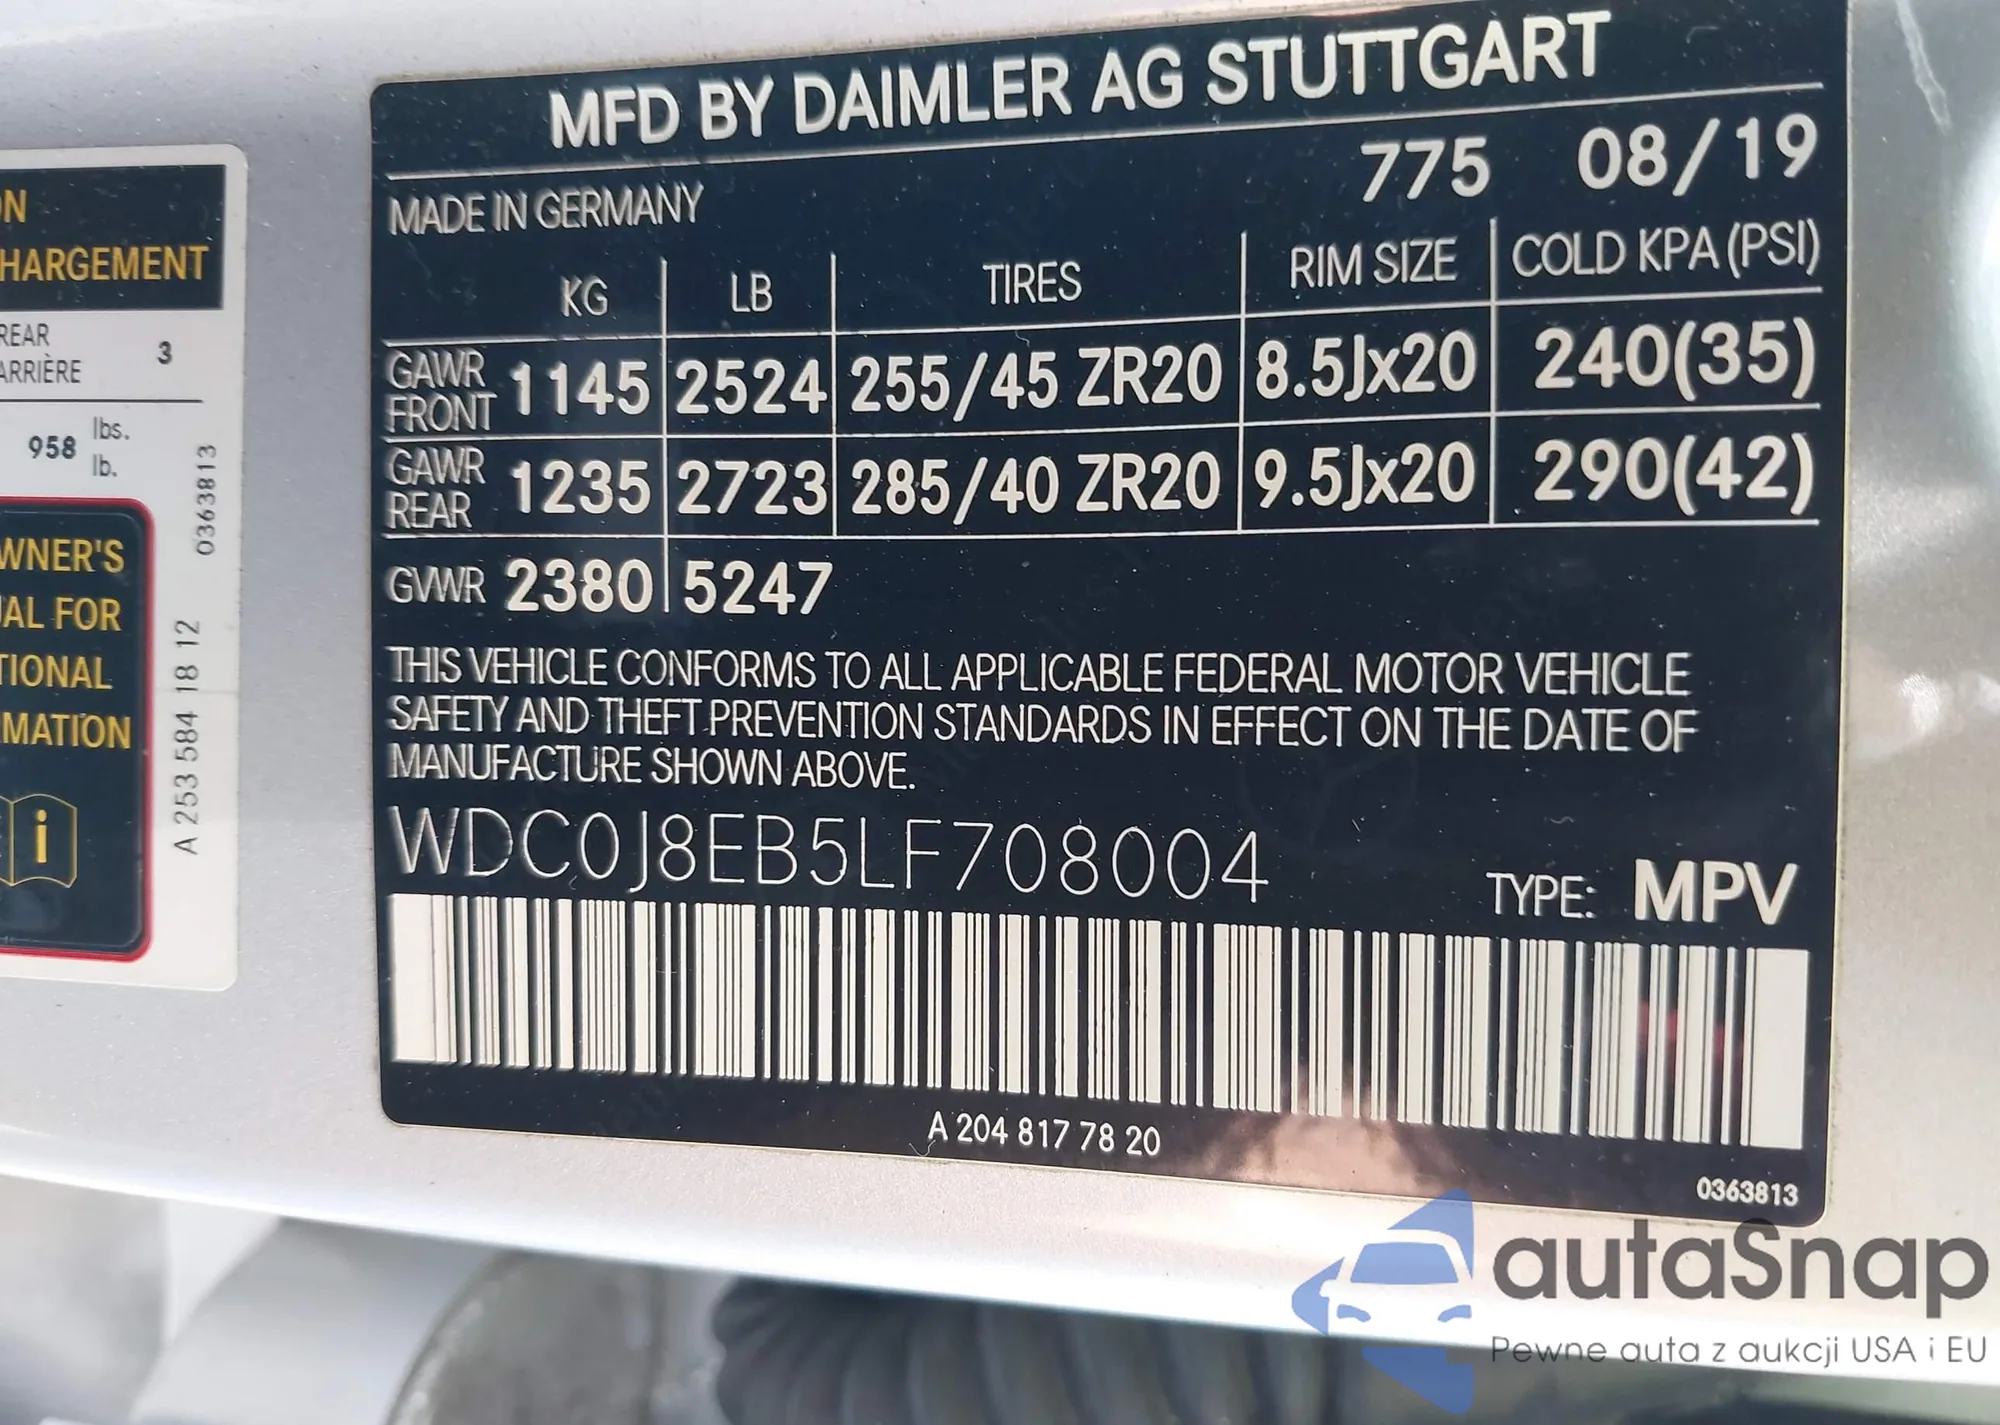 ON
HARGEMENT
REAR
ARRIÈRE
3
958
lbs.
lb.
0363813
WNER'S
AL FOR
TIONAL
MATION
i
A 253 584 18 12
MFD BY DAIMLER AG STUTTGART
MADE IN GERMANY 775 08/19
KG LB TIRES RIM SIZE COLD KPA (PSI)
GAWR FRONT 1145 2524 255/45 ZR20 8.5Jx20 240(35)
GAWR REAR 1235 2723 285/40 ZR20 9.5Jx20 290(42)
GVWR 2380 5247
THIS VEHICLE CONFORMS TO ALL APPLICABLE FEDERAL MOTOR VEHICLE
SAFETY AND THEFT PREVENTION STANDARDS IN EFFECT ON THE DATE OF
MANUFACTURE SHOWN ABOVE.
WDC0J8EB5LF708004
TYPE: MPV
A 204 817 78 20
0363813
autaSnap
Pewne auta z aukcji USA i EU